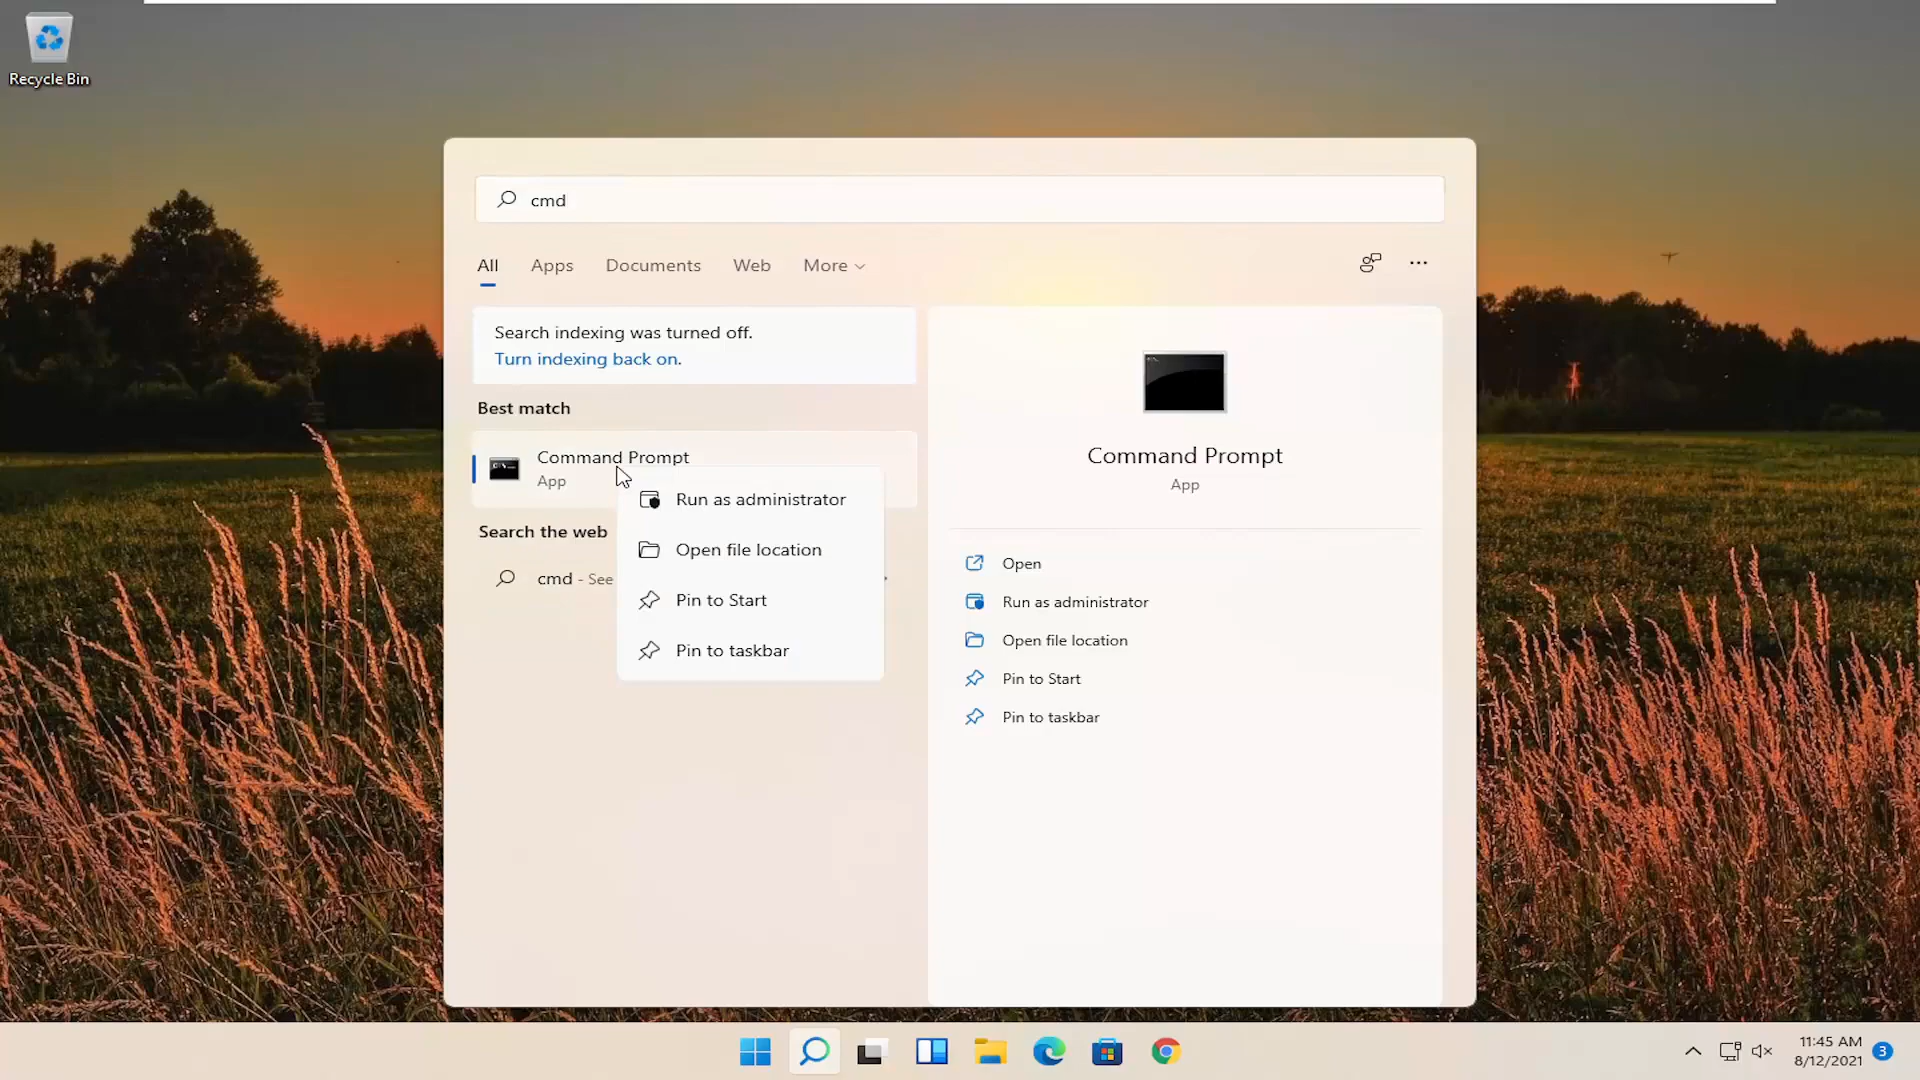 Recycle Bin
cmd
All Apps Documents Web More
Search indexing was turned off.
Turn indexing back on.
Best match
Command Prompt
App
Search the web
cmd - See
Run as administrator
Open file location
Pin to Start
Pin to taskbar
Command Prompt
App
Open
Run as administrator
Open file location
Pin to Start
Pin to taskbar
11:45 AM
8/12/2021
3